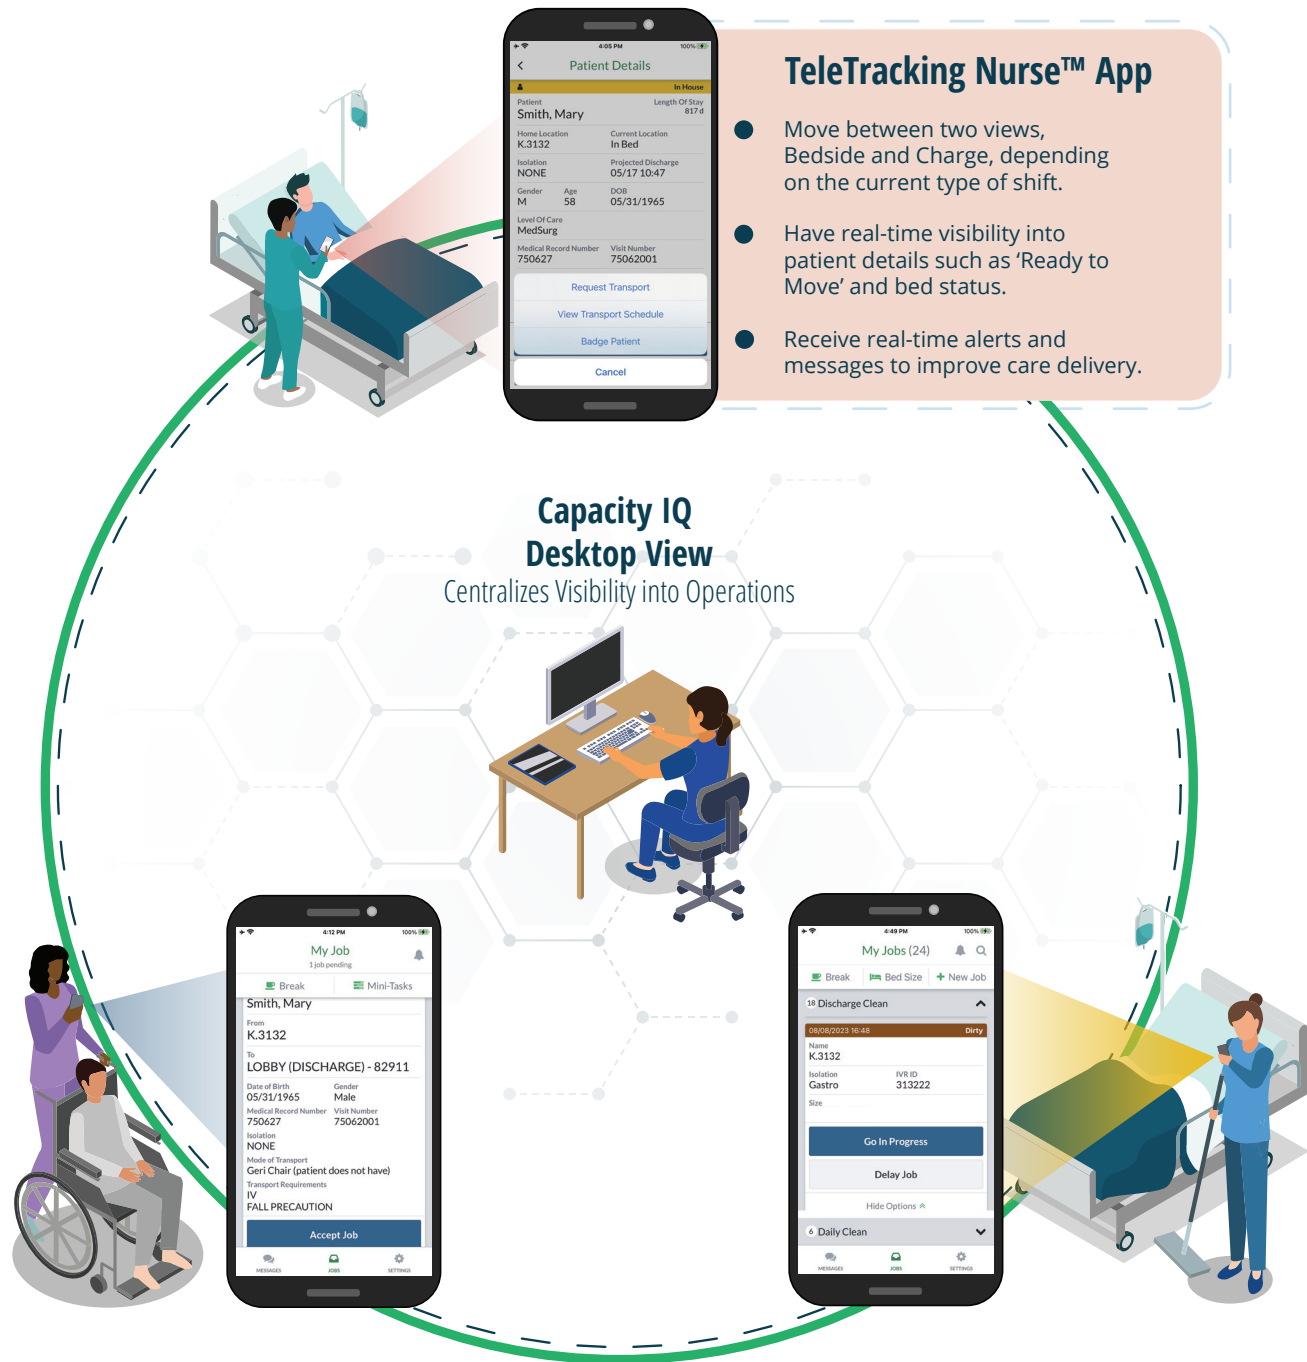 4:05 PM
100%
Patient Details
In House
Patient
Length Of Stay
Smith, Mary
817 d
Home Location
Current Location
K.3132
In Bed
Isolation
Projected Discharge
NONE
05/17 10:47
Gender
Age
DOB
M
58
05/31/1965
Level Of Care
MedSurg
Medical Record Number
Visit Number
750627
75062001
Request Transport
View Transport Schedule
Badge Patient
Cancel
TeleTracking Nurse™ App
● Move between two views,
Bedside and Charge, depending
on the current type of shift.
● Have real-time visibility into
patient details such as ‘Ready to
Move’ and bed status.
● Receive real-time alerts and
messages to improve care delivery.
Capacity IQ
Desktop View
Centralizes Visibility into Operations
4:12 PM
100%
My Job
1 job pending
Break
Mini-Tasks
Smith, Mary
From
K.3132
To
LOBBY (DISCHARGE) - 82911
Date of Birth
Gender
05/31/1965
Male
Medical Record Number
Visit Number
750627
75062001
Isolation
NONE
Mode of Transport
Geri Chair (patient does not have)
Transport Requirements
IV
FALL PRECAUTION
Accept Job
MESSAGES
JOBS
SETTINGS
4:49 PM
100%
My Jobs (24)
Break
Bed Size
+ New Job
18 Discharge Clean
08/08/2023 16:48
Dirty
Name
K.3132
Isolation
IVR ID
Gastro
313222
Size
Go In Progress
Delay Job
Hide Options
6 Daily Clean
MESSAGES
JOBS
SETTINGS